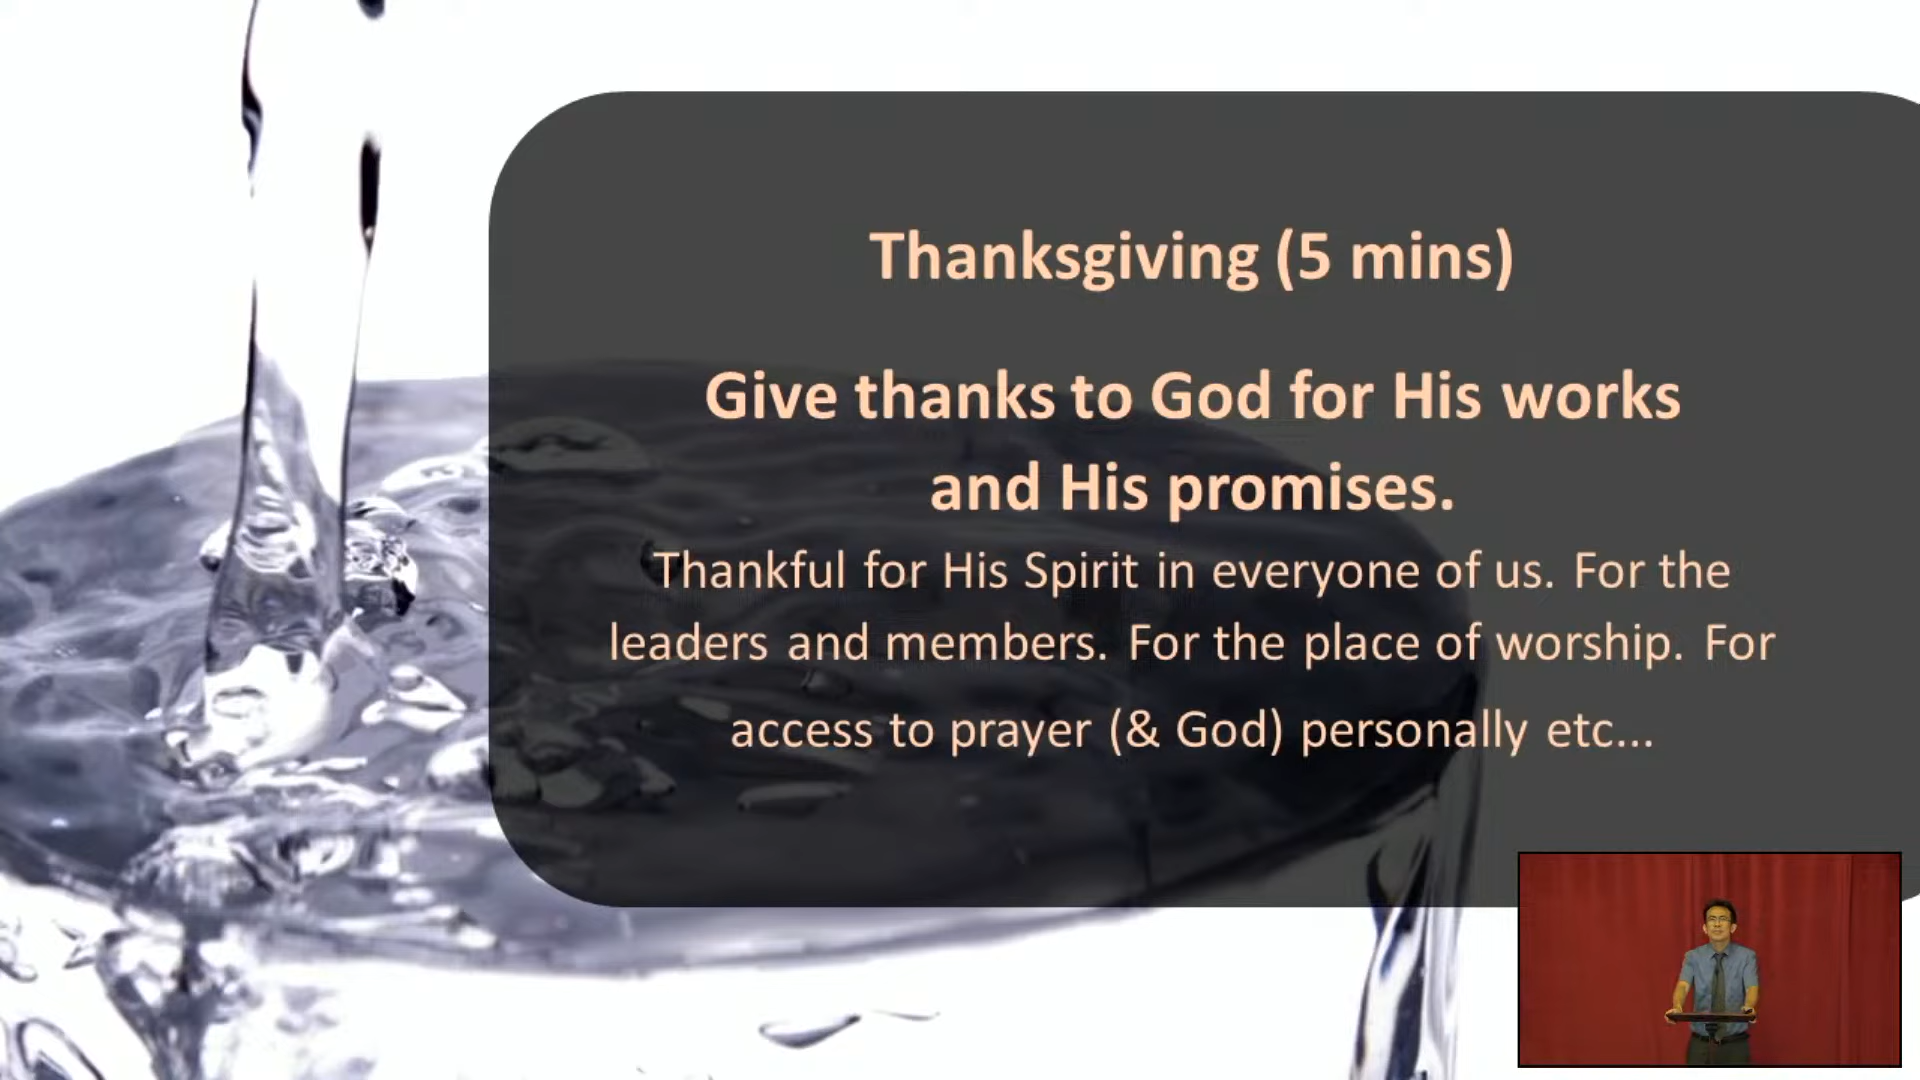 Thanksgiving (5 mins)
Give thanks to God for His works
and His promises.
Thankful for His Spirit in everyone of us. For the
leaders and members. For the place of worship. For
access to prayer (& God) personally etc...